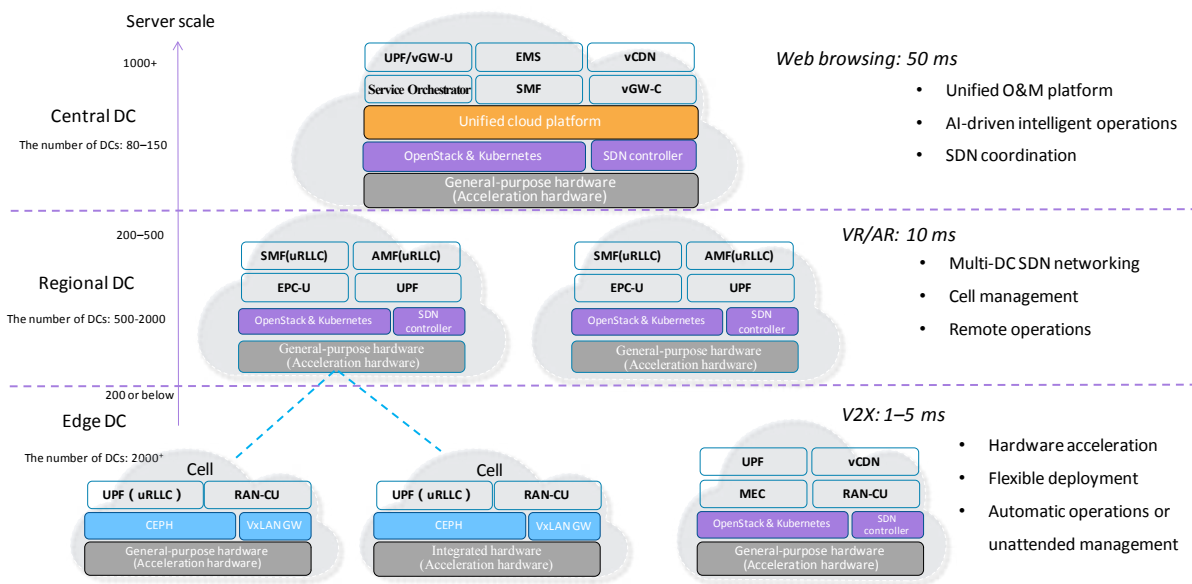 Server scale
1000+
Central DC
The number of DCs: 80–150
UPF/vGW-U
EMS
vCDN
Service Orchestrator
SMF
vGW-C
Unified cloud platform
OpenStack & Kubernetes
SDN controller
General-purpose hardware
(Acceleration hardware)
Web browsing: 50 ms
• Unified O&M platform
• AI-driven intelligent operations
• SDN coordination
200–500
Regional DC
The number of DCs: 500-2000
SMF(uRLLC)
AMF(uRLLC)
EPC-U
UPF
OpenStack & Kubernetes
SDN
controller
General-purpose hardware
(Acceleration hardware)
SMF(uRLLC)
AMF(uRLLC)
EPC-U
UPF
OpenStack & Kubernetes
SDN
controller
General-purpose hardware
(Acceleration hardware)
VR/AR: 10 ms
• Multi-DC SDN networking
• Cell management
• Remote operations
200 or below
Edge DC
The number of DCs: 2000+
Cell
UPF ( uRLLC )
RAN-CU
CEPH
VxLAN GW
General-purpose hardware
(Acceleration hardware)
Cell
UPF ( uRLLC )
RAN-CU
CEPH
VxLAN GW
Integrated hardware
(Acceleration hardware)
UPF
vCDN
MEC
RAN-CU
OpenStack & Kubernetes
SDN
controller
General-purpose hardware
(Acceleration hardware)
V2X: 1–5 ms
• Hardware acceleration
• Flexible deployment
• Automatic operations or
unattended management